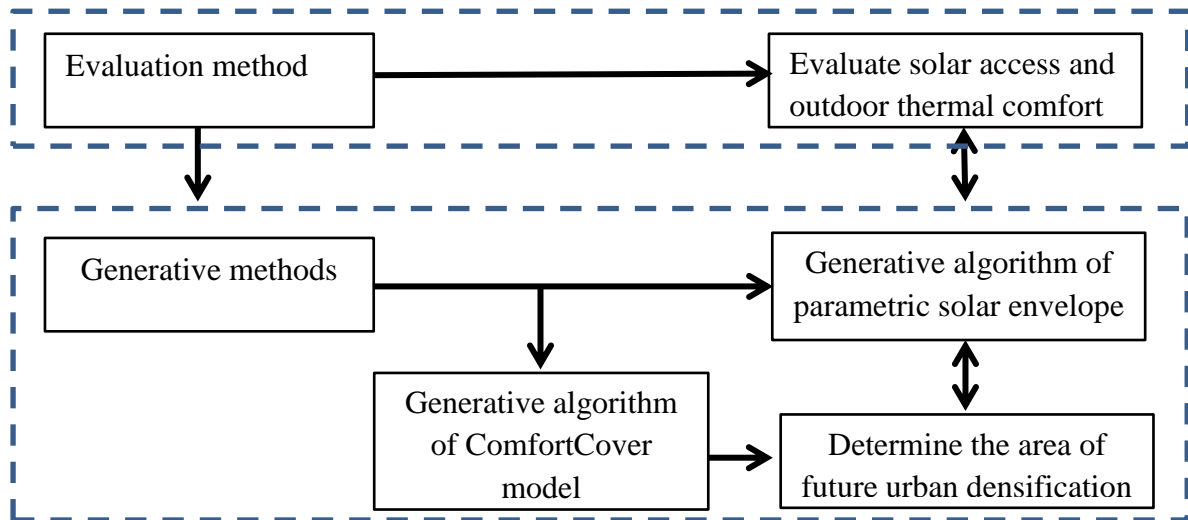 Evaluation method
Evaluate solar access and
outdoor thermal comfort
Generative methods
Generative algorithm of
parametric solar envelope
Generative algorithm
of ComfortCover
model
Determine the area of
future urban densification